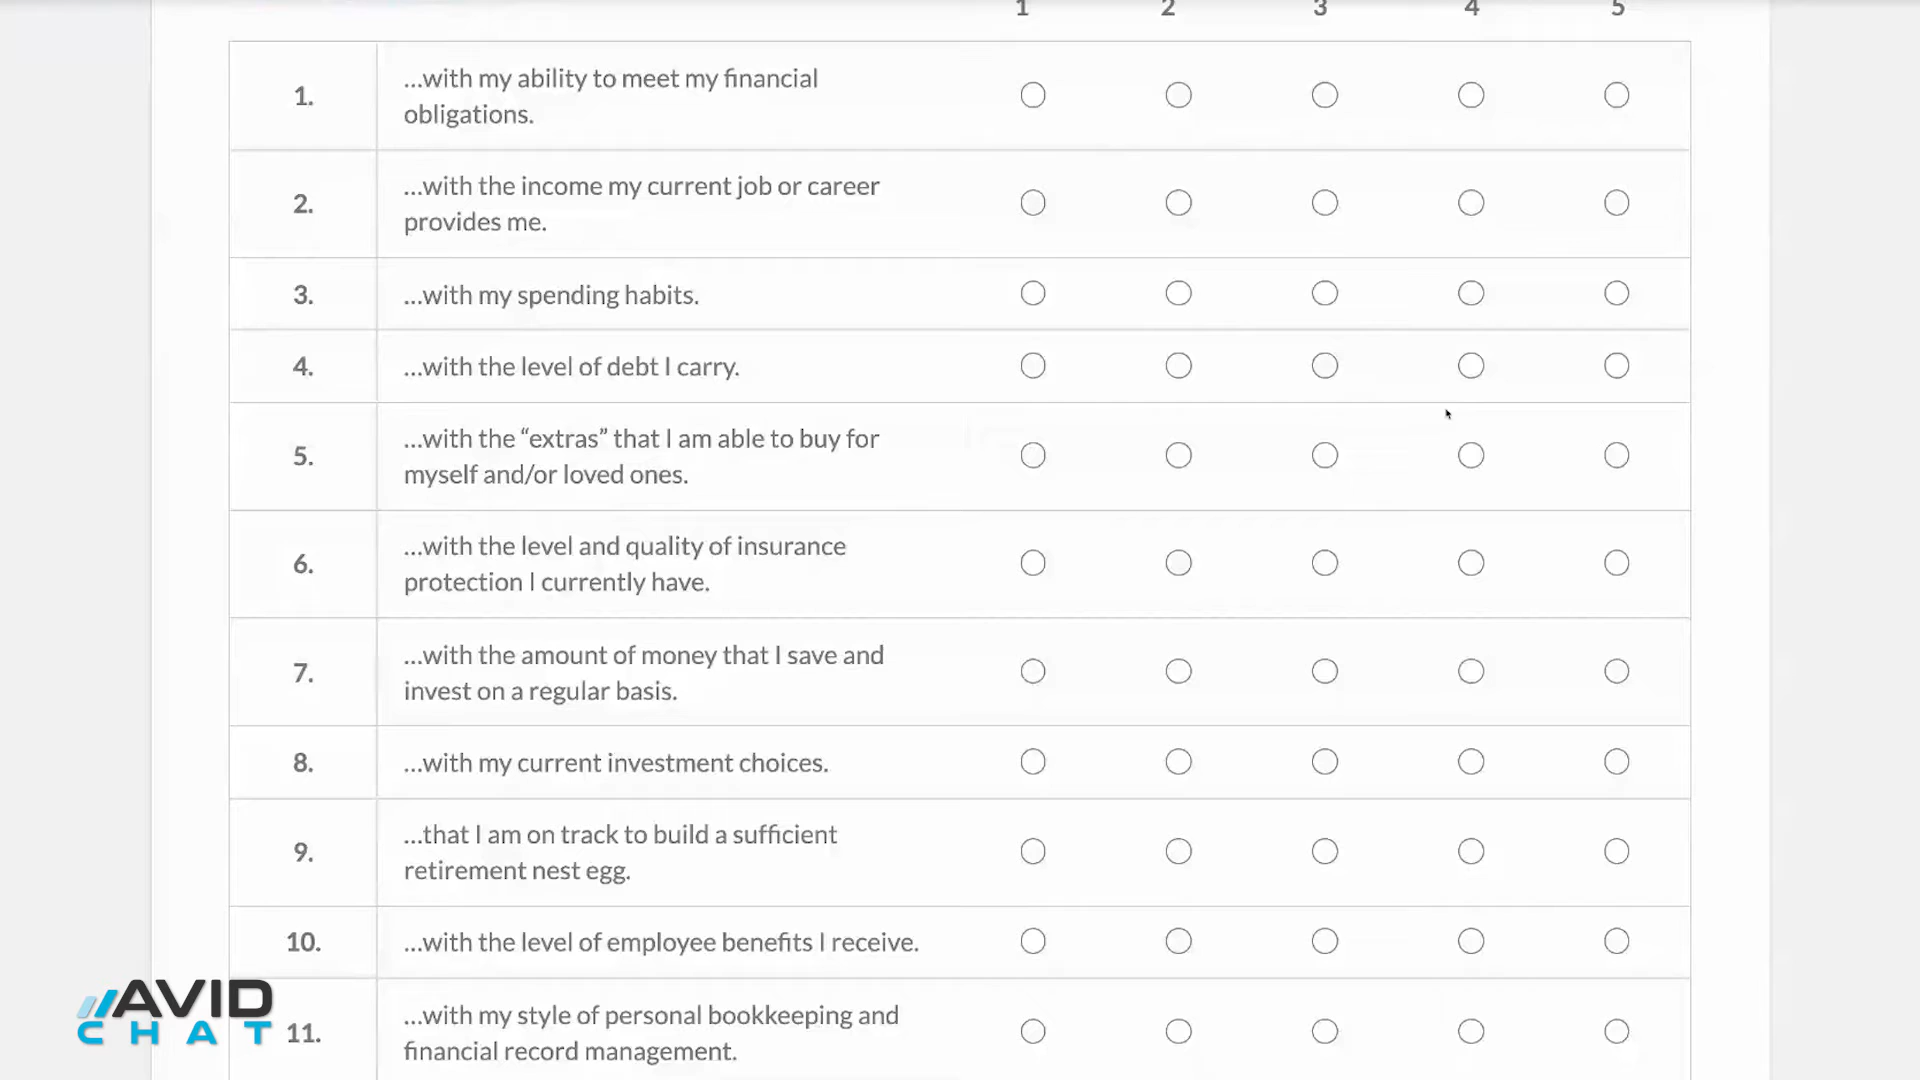 1 2 3 4 5
1. ...with my ability to meet my financial
obligations.
2. ...with the income my current job or career
provides me.
3. ...with my spending habits.
4. ...with the level of debt I carry.
5. ...with the “extras” that I am able to buy for
myself and/or loved ones.
6. ...with the level and quality of insurance
protection I currently have.
7. ...with the amount of money that I save and
invest on a regular basis.
8. ...with my current investment choices.
9. ...that I am on track to build a sufficient
retirement nest egg.
10. ...with the level of employee benefits I receive.
11. ...with my style of personal bookkeeping and
financial record management.
AVID
CHAT